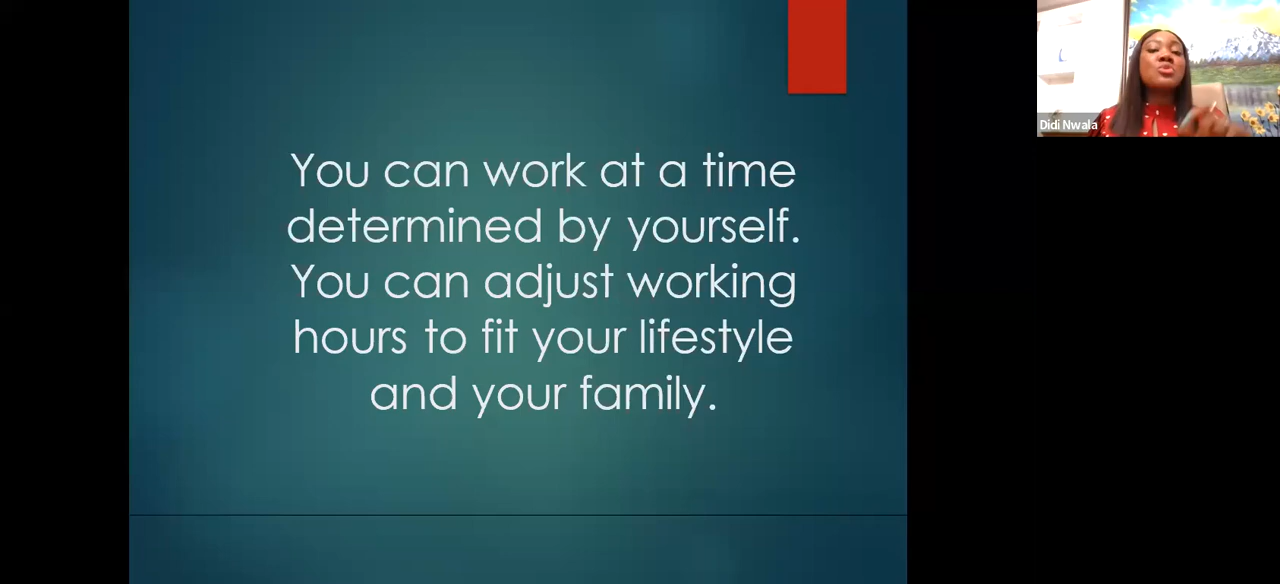 You can work at a time
determined by yourself.
You can adjust working
hours to fit your lifestyle
and your family.
Didi Nwala